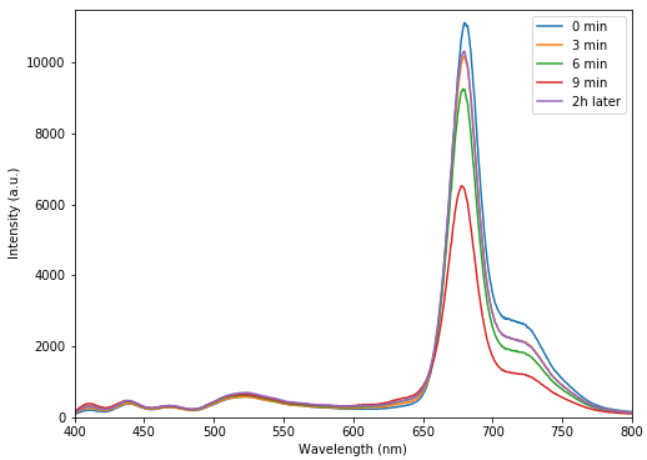 10000
8000
6000
4000
2000
0
Intensity (a.u.)
0 min
3 min
6 min
9 min
2h later
400 450 500 550 600 650 700 750 800
Wavelength (nm)